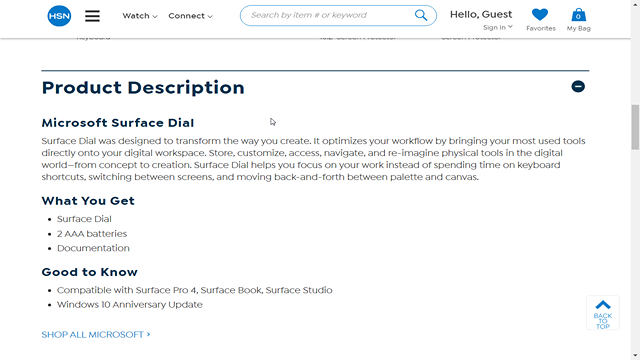 HSN
Watch
Connect
Search by item # or keyword
Hello, Guest
Sign In
Favorites
0
My Bag
Product Description
Microsoft Surface Dial
Surface Dial was designed to transform the way you create. It optimizes your workflow by bringing your most used tools
directly onto your digital workspace. Store, customize, access, navigate, and re-imagine physical tools in the digital
world—from concept to creation. Surface Dial helps you focus on your work instead of spending time on keyboard
shortcuts, switching between screens, and moving back-and-forth between palette and canvas.
What You Get
• Surface Dial
• 2 AAA batteries
• Documentation
Good to Know
• Compatible with Surface Pro 4, Surface Book, Surface Studio
• Windows 10 Anniversary Update
SHOP ALL MICROSOFT >
BACK
TO
TOP